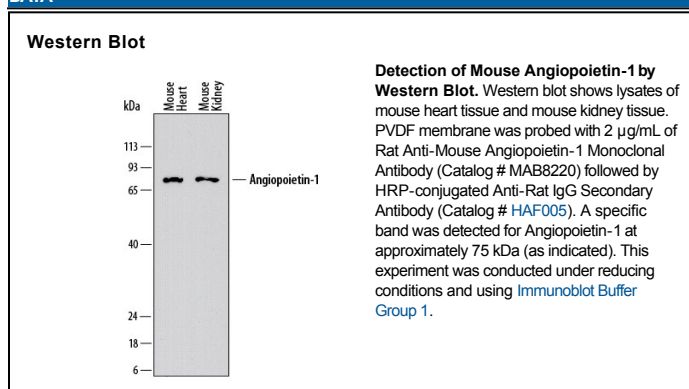 DATA
Western Blot
Mouse Heart
Mouse Kidney
kDa
113
93
65
40
24
18
6
Angiopoietin-1
Detection of Mouse Angiopoietin-1 by
Western Blot. Western blot shows lysates of
mouse heart tissue and mouse kidney tissue.
PVDF membrane was probed with 2 µg/mL of
Rat Anti-Mouse Angiopoietin-1 Monoclonal
Antibody (Catalog # MAB8220) followed by
HRP-conjugated Anti-Rat IgG Secondary
Antibody (Catalog # HAF005). A specific
band was detected for Angiopoietin-1 at
approximately 75 kDa (as indicated). This
experiment was conducted under reducing
conditions and using Immunoblot Buffer
Group 1.